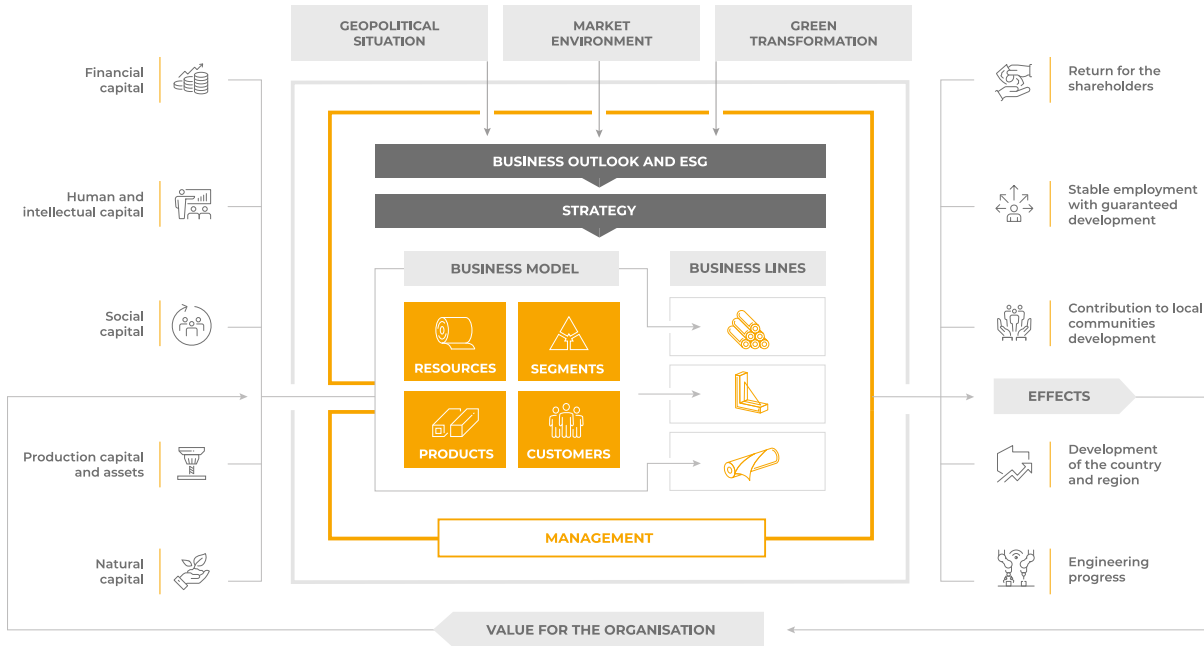 GEOPOLITICAL
SITUATION
MARKET
ENVIRONMENT
GREEN
TRANSFORMATION
Financial
capital
Human and
intellectual capital
Social
capital
Production capital
and assets
Natural
capital
BUSINESS OUTLOOK AND ESG
STRATEGY
BUSINESS MODEL
BUSINESS LINES
RESOURCES
SEGMENTS
PRODUCTS
CUSTOMERS
MANAGEMENT
Return for the
shareholders
Stable employment
with guaranteed
development
Contribution to local
communities
development
EFFECTS
Development
of the country
and region
Engineering
progress
VALUE FOR THE ORGANISATION